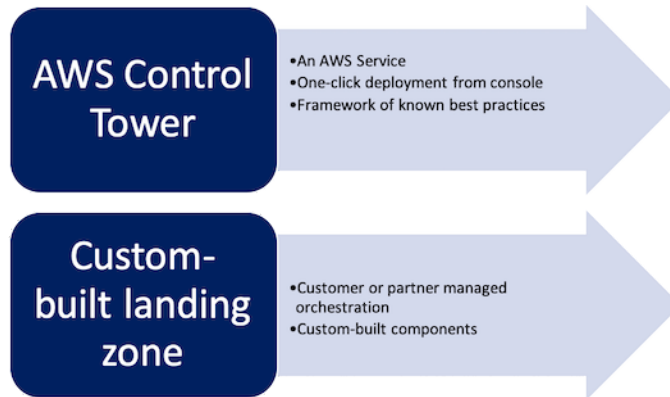 AWS Control
Tower
•An AWS Service
•One-click deployment from console
•Framework of known best practices
Custom-
built landing
zone
•Customer or partner managed
orchestration
•Custom-built components